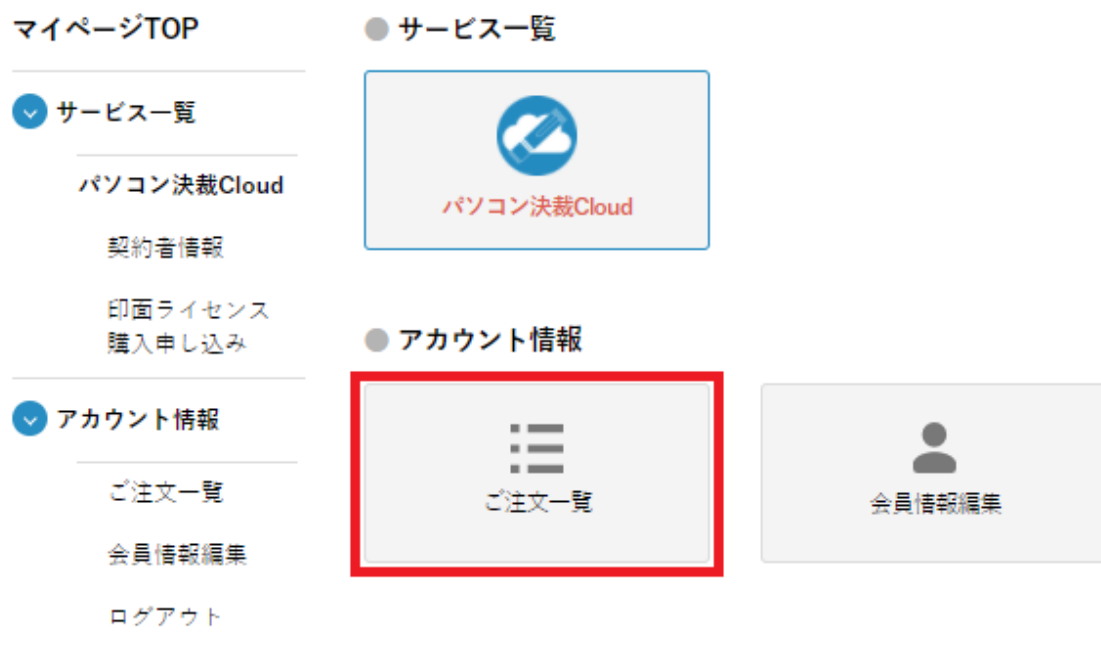 マイページTOP
サービス一覧
パソコン決裁Cloud
契約者情報
印面ライセンス
購入申し込み
アカウント情報
ご注文一覧
会員情報編集
ログアウト
サービス一覧
パソコン決裁Cloud
アカウント情報
ご注文一覧
会員情報編集